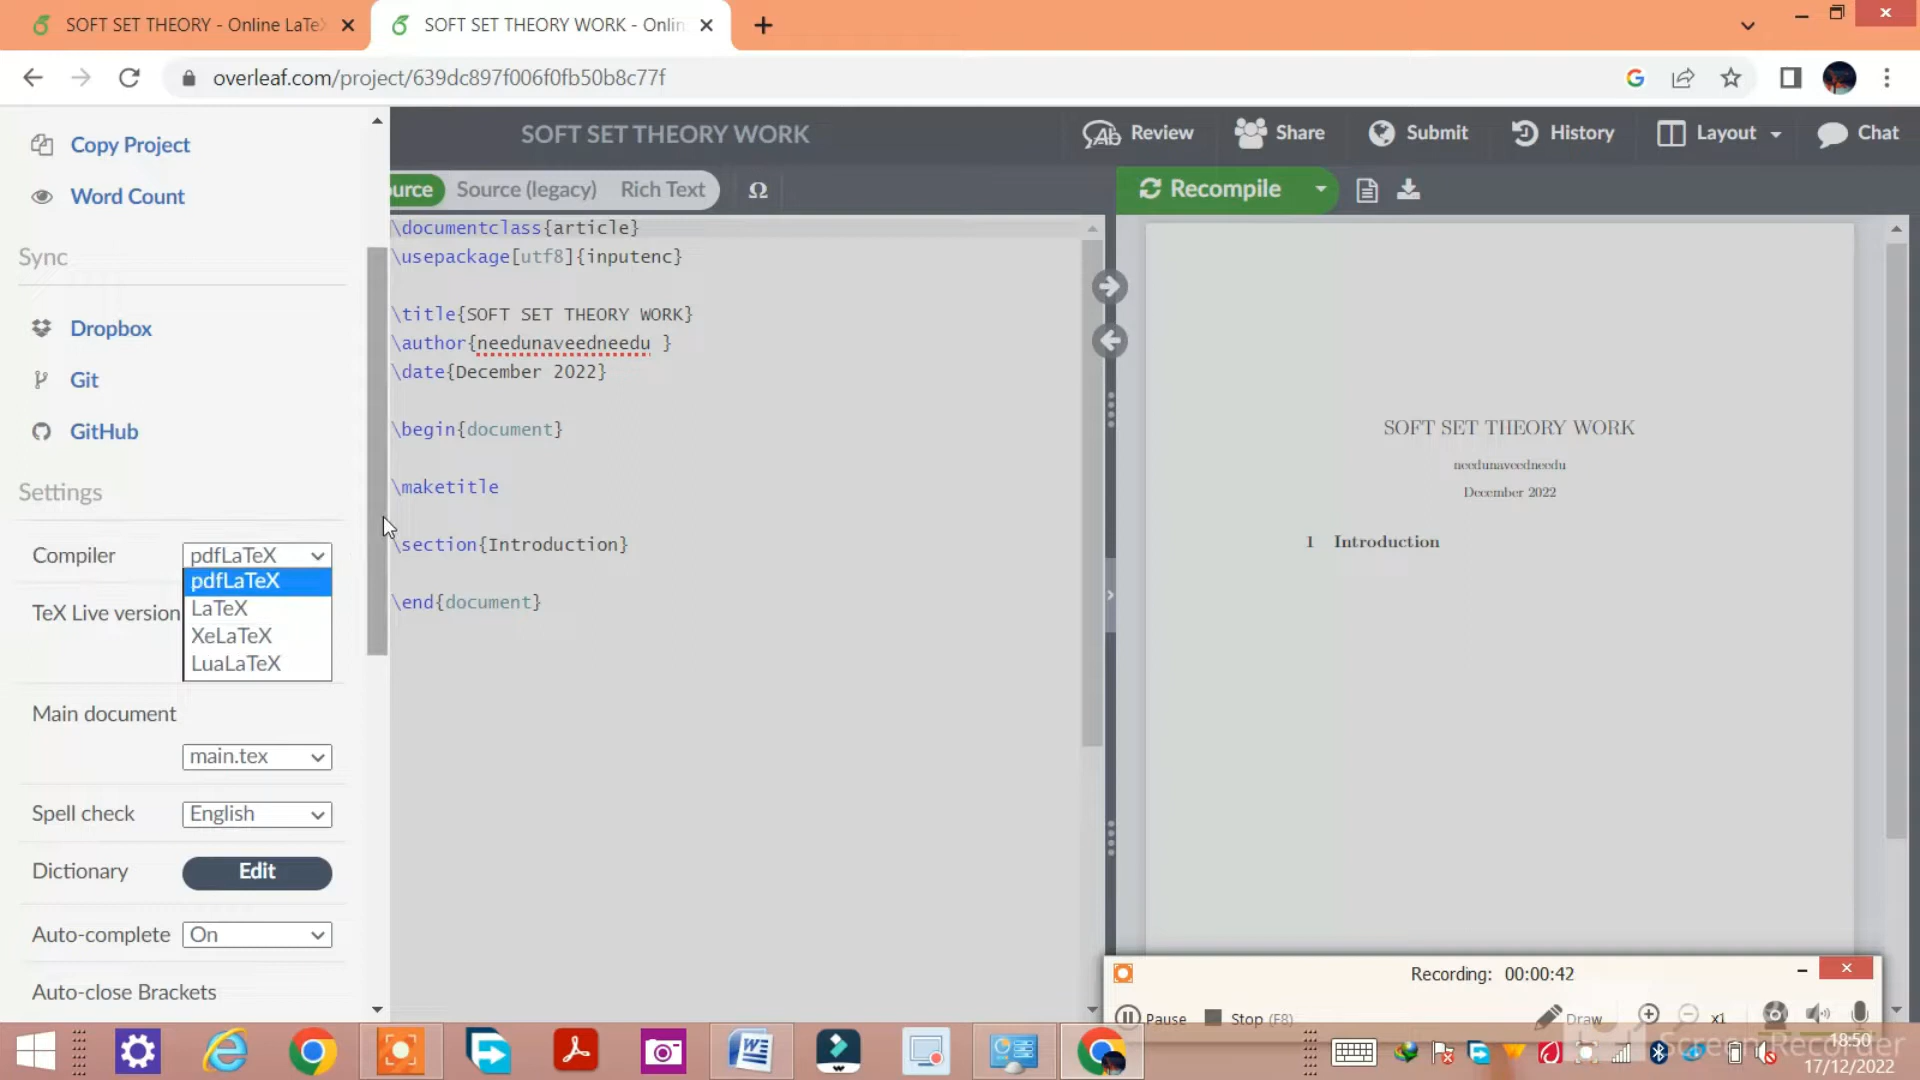 SOFT SET THEORY - Online LaTeX
SOFT SET THEORY WORK - Onlin
overleaf.com/project/639dc897f006f0fb50b8c77f
Copy Project
Word Count
Sync
Dropbox
Git
GitHub
Settings
Compiler
pdfLaTeX
pdfLaTeX
LaTeX
XeLaTeX
LuaLaTeX
TeX Live version
Main document
main.tex
Spell check
English
Dictionary
Edit
Auto-complete
On
Auto-close Brackets
SOFT SET THEORY WORK
Review
Share
Submit
History
Layout
Chat
ource
Source (legacy)
Rich Text
Ω
Recompile
\documentclass{article}
\usepackage[utf8]{inputenc}
\title{SOFT SET THEORY WORK}
\author{needunaveedneedu }
\date{December 2022}
\begin{document}
\maketitle
\section{Introduction}
\end{document}
SOFT SET THEORY WORK
needunaveedneedu
December 2022
1 Introduction
Recording: 00:00:42
Pause
Stop (F8)
Draw
x1
Screen Recorder
18:50
17/12/2022